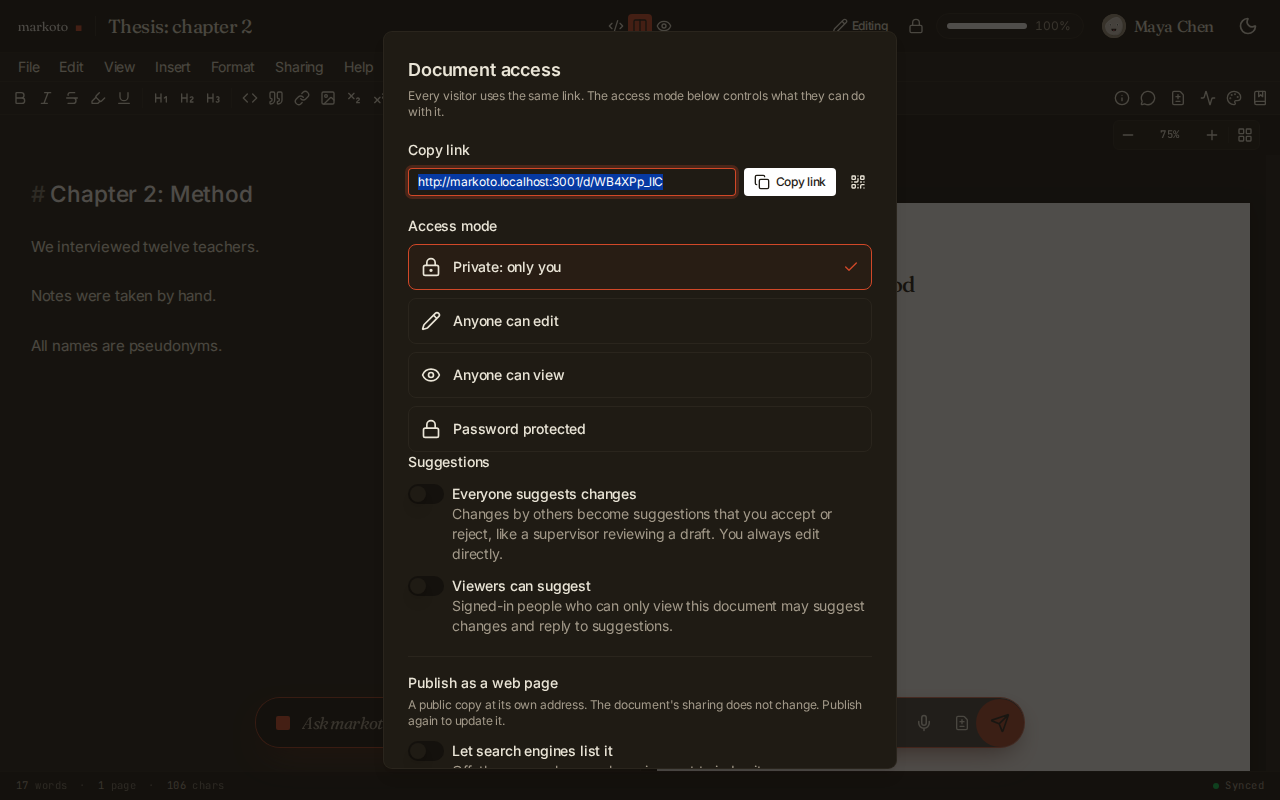 markoto
Thesis: chapter 2
Editing
100%
Maya Chen
File Edit View Insert Format Sharing Help
H1 H2 H3
75%
# Chapter 2: Method
We interviewed twelve teachers.
Notes were taken by hand.
All names are pseudonyms.
Document access
Every visitor uses the same link. The access mode below controls what they can do
with it.
Copy link
http://markoto.localhost:3001/d/WB4XPp_IlC
Copy link
Access mode
Private: only you
Anyone can edit
Anyone can view
Password protected
Suggestions
Everyone suggests changes
Changes by others become suggestions that you accept or
reject, like a supervisor reviewing a draft. You always edit
directly.
Viewers can suggest
Signed-in people who can only view this document may suggest
changes and reply to suggestions.
Publish as a web page
A public copy at its own address. The document's sharing does not change. Publish
again to update it.
Let search engines list it
Ask markot
17 words · 1 page · 106 chars
Synced